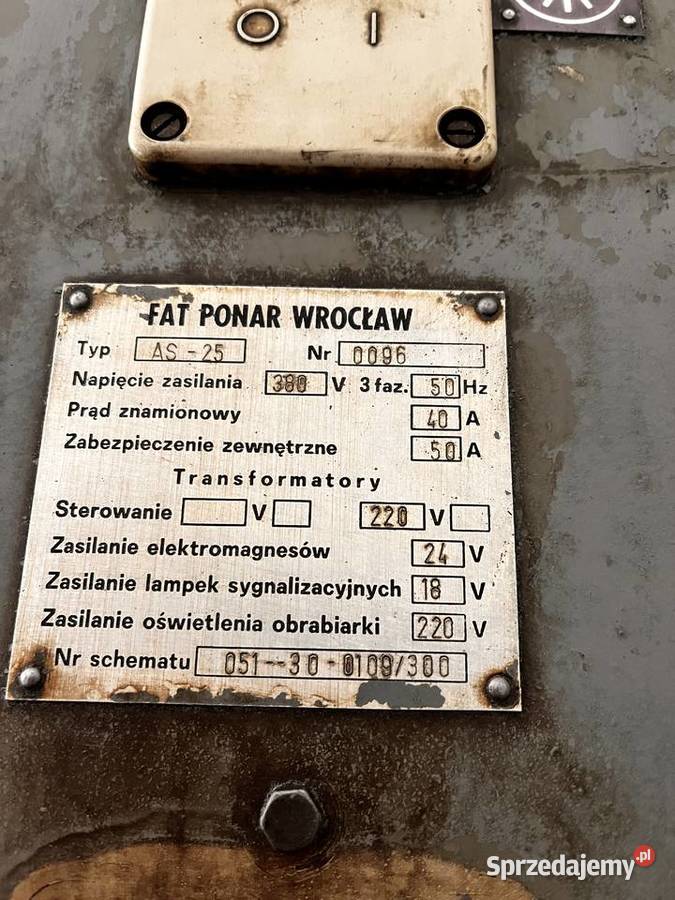 O I
FAT PONAR WROCŁAW
Typ AS-25 Nr 0096
Napięcie zasilania 380 V 3 faz. 50 Hz
Prąd znamionowy 40 A
Zabezpieczenie zewnętrzne 50 A
Transformatory
Sterowanie V 220 V
Zasilanie elektromagnesów 24 V
Zasilanie lampek sygnalizacyjnych 18 V
Zasilanie oświetlenia obrabiarki 220 V
Nr schematu 051--30-0109/300
Sprzedajemy.pl